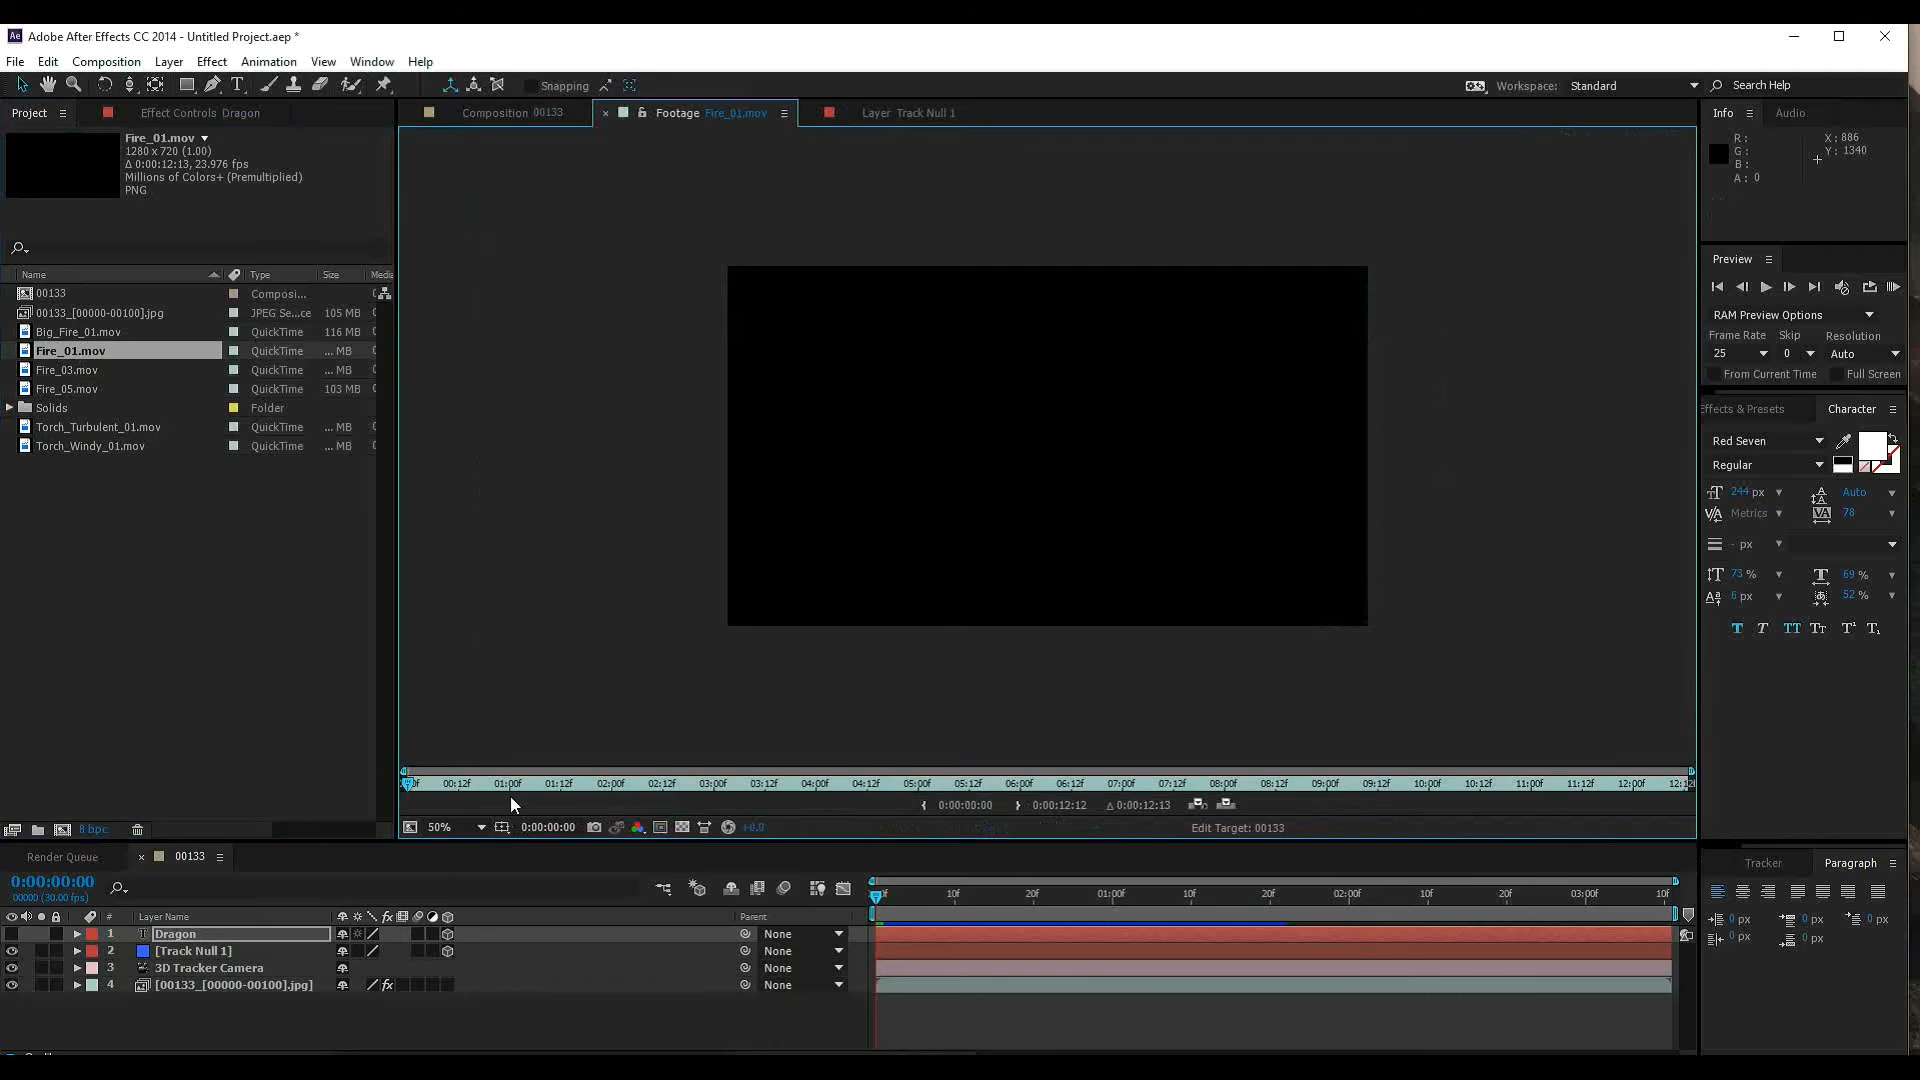 Adobe After Effects CC 2014 - Untitled Project.aep *
File Edit Composition Layer Effect Animation View Window Help
Snapping
Workspace: Standard
Search Help
Project
Effect Controls Dragon
Composition 00133
Footage Fire_01.mov
Layer Track Null 1
Info
Audio
Fire_01.mov
1280 x 720 (1.00)
Δ 0:00:12:13, 23.976 fps
Millions of Colors+ (Premultiplied)
PNG
R :
G :
B :
A : 0
X : 886
Y : 1340
Name Type Size Media
00133 Composi...
00133_[00000-00100].jpg JPEG Se...ce 105 MB
Big_Fire_01.mov QuickTime 116 MB
Fire_01.mov QuickTime ... MB
Fire_03.mov QuickTime ... MB
Fire_05.mov QuickTime 103 MB
Solids Folder
Torch_Turbulent_01.mov QuickTime ... MB
Torch_Windy_01.mov QuickTime ... MB
8 bpc
Preview
RAM Preview Options
Frame Rate Skip Resolution
25 0 Auto
From Current Time Full Screen
Effects & Presets Character
Red Seven
Regular
244 px Auto
Metrics 78
- px
73 % 69 %
6 px 52 %
00:12f 01:00f 01:12f 02:00f 02:12f 03:00f 03:12f 04:00f 04:12f 05:00f 05:12f 06:00f 06:12f 07:00f 07:12f 08:00f 08:12f 09:00f 09:12f 10:00f 10:12f 11:00f 11:12f 12:00f
0:00:00:00 0:00:12:12 Δ 0:00:12:13
50% 0:00:00:00 +0.0 Edit Target: 00133
Render Queue
00133
0:00:00:00
00000 (30.00 fps)
10f 20f 01:00f 10f 20f 02:00f 10f 20f 03:00f 10f
# Layer Name Parent
1 Dragon None
2 [Track Null 1] None
3 3D Tracker Camera None
4 [00133_[00000-00100].jpg] None
Tracker Paragraph
0 px 0 px 0 px
0 px 0 px